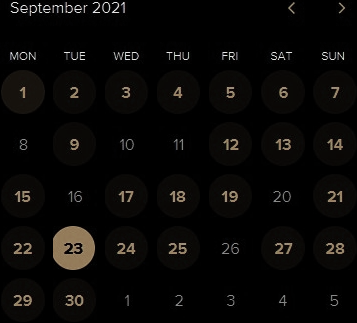 September 2021
MON TUE WED THU FRI SAT SUN
1 2 3 4 5 6 7
8 9 10 11 12 13 14
15 16 17 18 19 20 21
22 23 24 25 26 27 28
29 30 1 2 3 4 5